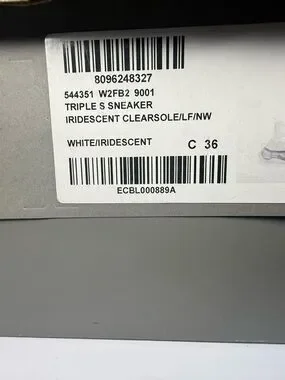 8096248327
544351 W2FB2 9001
TRIPLE S SNEAKER
IRIDESCENT CLEARSOLE/LF/NW
WHITE/IRIDESCENT C 36
ECBL000889A